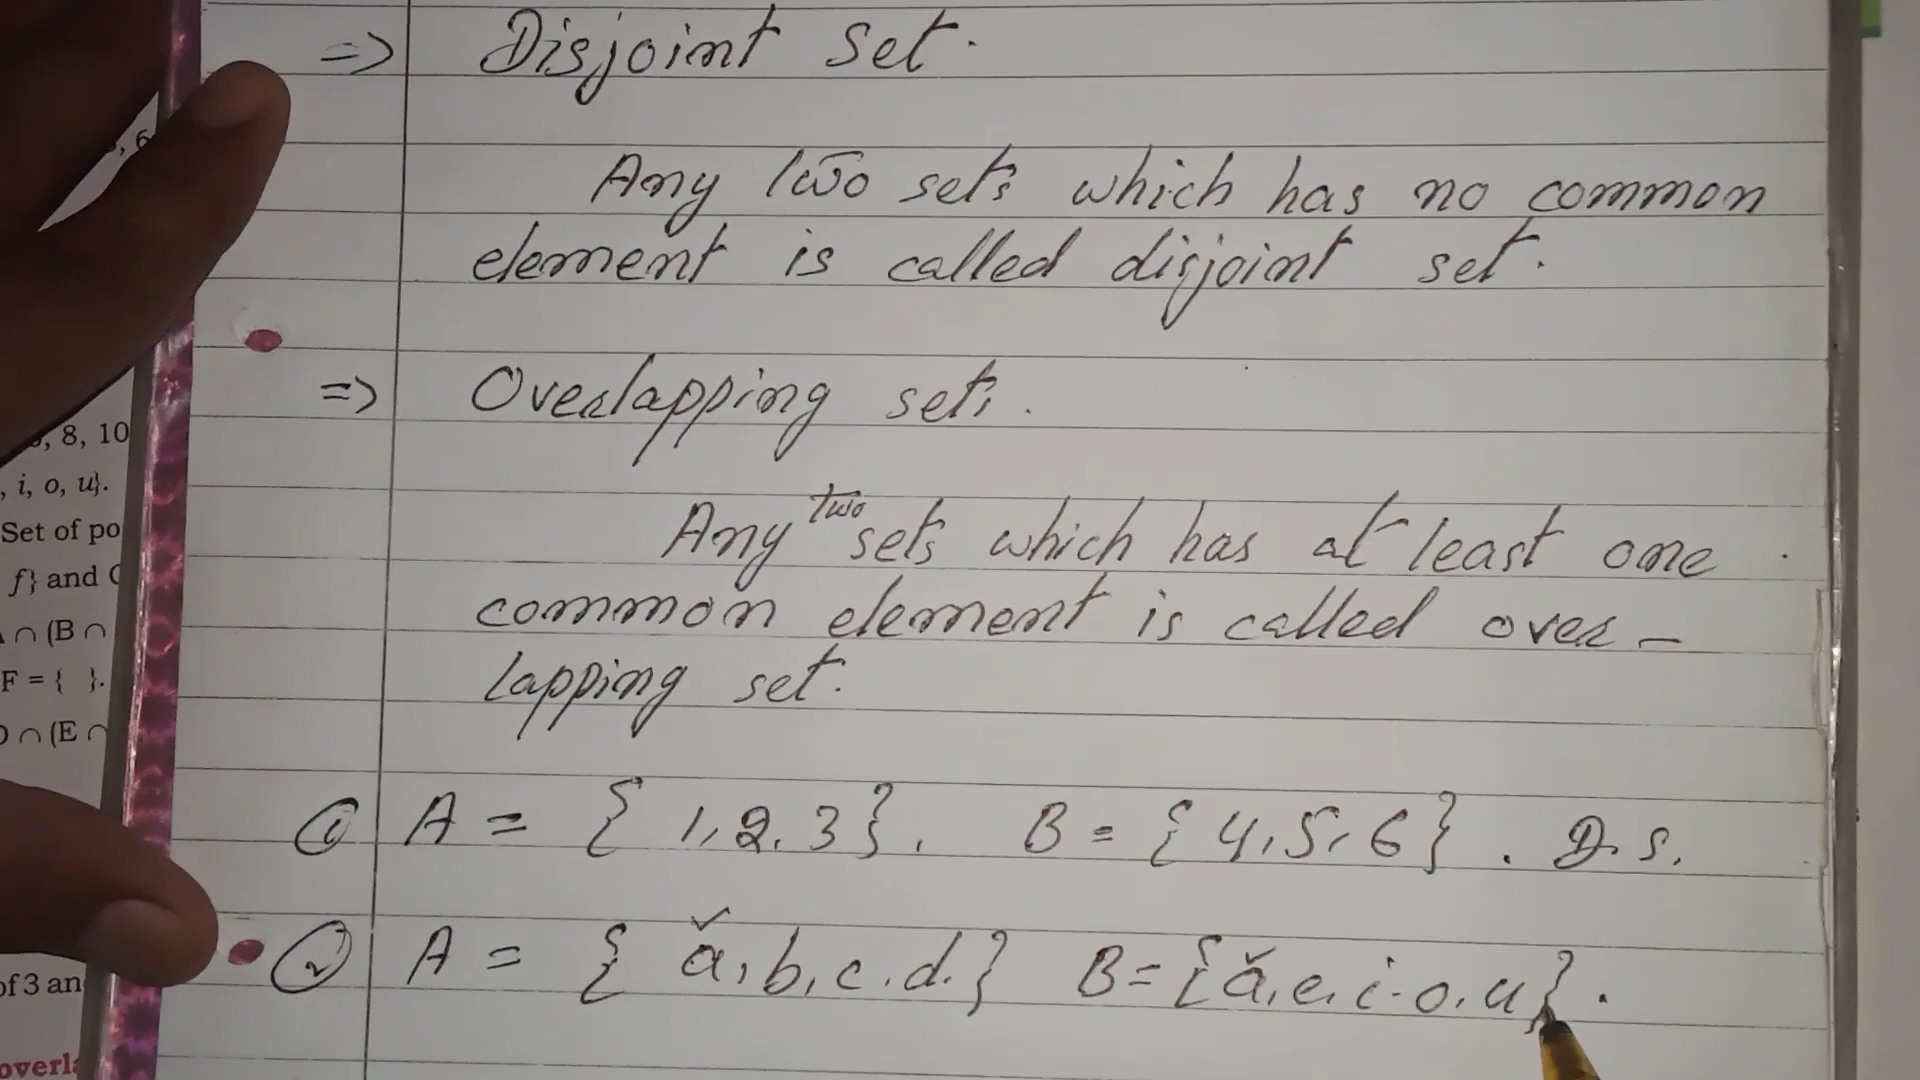 => Disjoint set.
Any two sets which has no common
element is called disjoint set.
=> Overlapping sets.
Any two sets which has at least one
common element is called over -
lapping set.
① A = { 1, 2, 3 }, B = { 4, 5, 6 }. D.S.
② A = { a, b, c, d. } B = { a, e, i, o, u }.
, 6
, 8, 10
, i, o, u}.
Set of po
f} and
∩ (B ∩
F = { }.
∩ (E ∩
of 3 an
overla